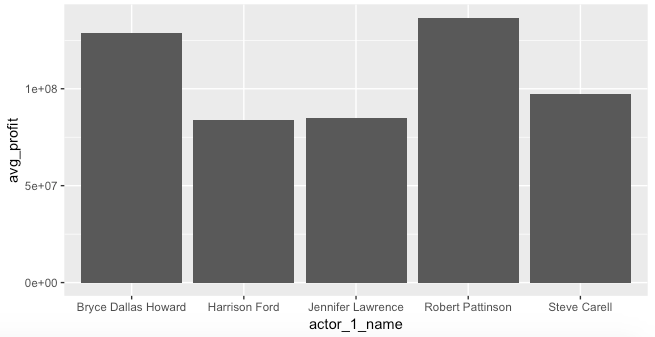 avg_profit
1e+08
5e+07
0e+00
Bryce Dallas Howard
Harrison Ford
Jennifer Lawrence
Robert Pattinson
Steve Carell
actor_1_name